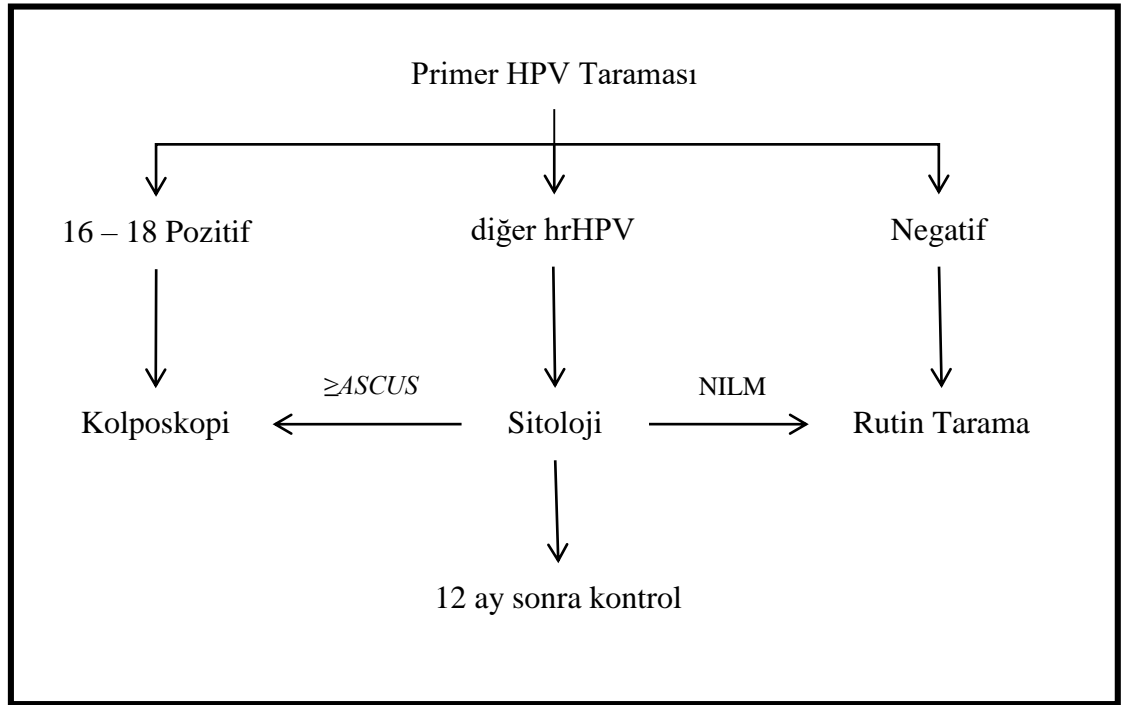 Primer HPV Taraması
16 – 18 Pozitif
diğer hrHPV
Negatif
≥ASCUS
NILM
Kolposkopi
Sitoloji
Rutin Tarama
12 ay sonra kontrol